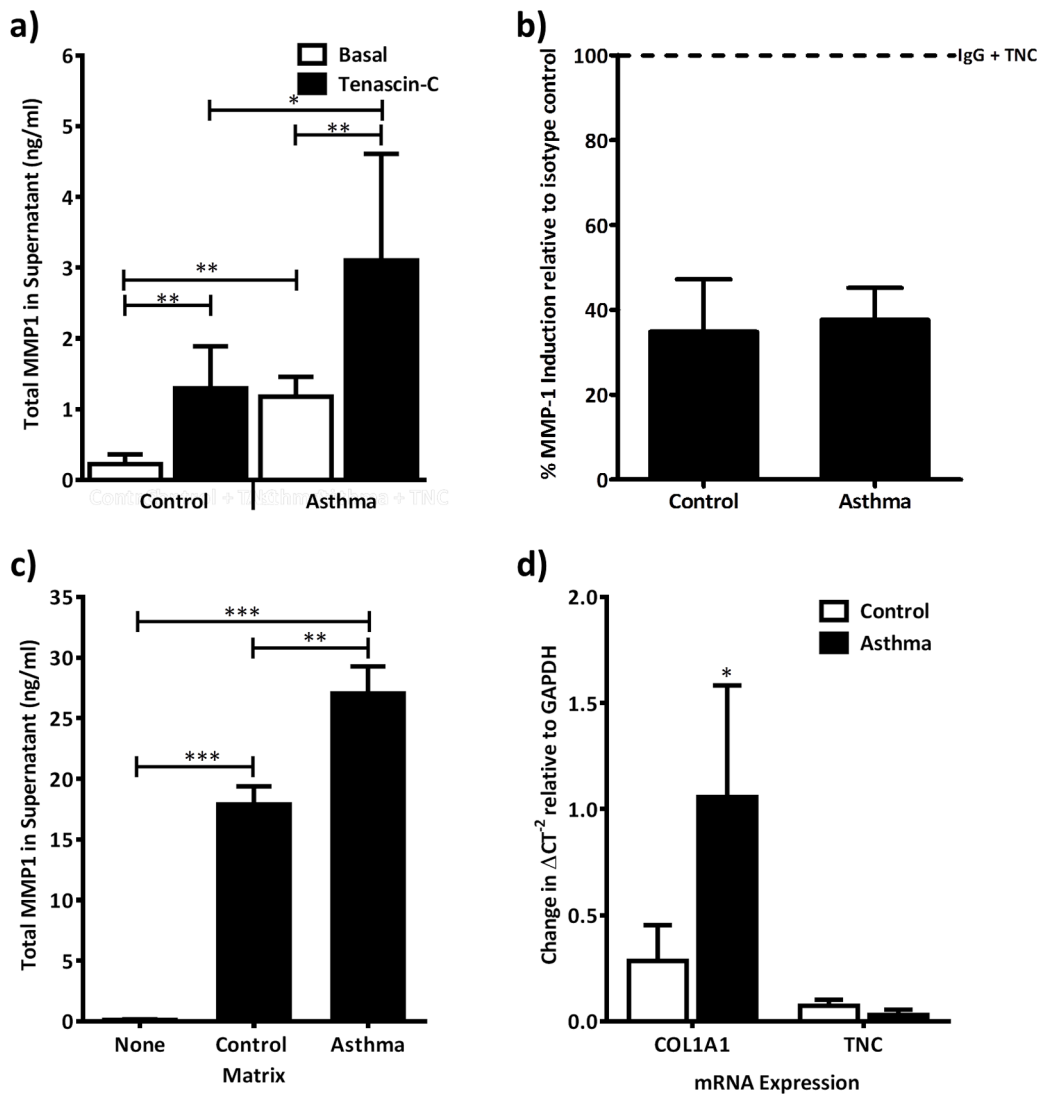 a)
Basal
Tenascin-C
Total MMP1 in Supernatant (ng/ml)
6
5
4
3
2
1
0
*
**
**
**
Control
Asthma
b)
% MMP-1 Induction relative to isotype control
100
80
60
40
20
0
IgG + TNC
Control
Asthma
c)
Total MMP1 in Supernatant (ng/ml)
35
30
25
20
15
10
5
0
***
**
***
None
Control
Asthma
Matrix
d)
Control
Asthma
Change in ΔCT⁻² relative to GAPDH
2.0
1.5
1.0
0.5
0.0
*
COL1A1
TNC
mRNA Expression